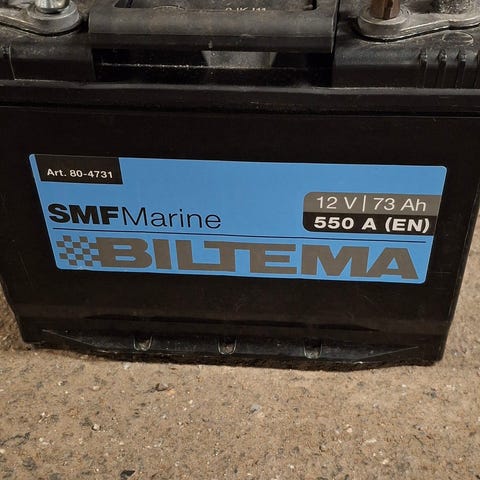 Art. 80-4731
SMFMarine
12 V | 73 Ah
550 A (EN)
BILTEMA